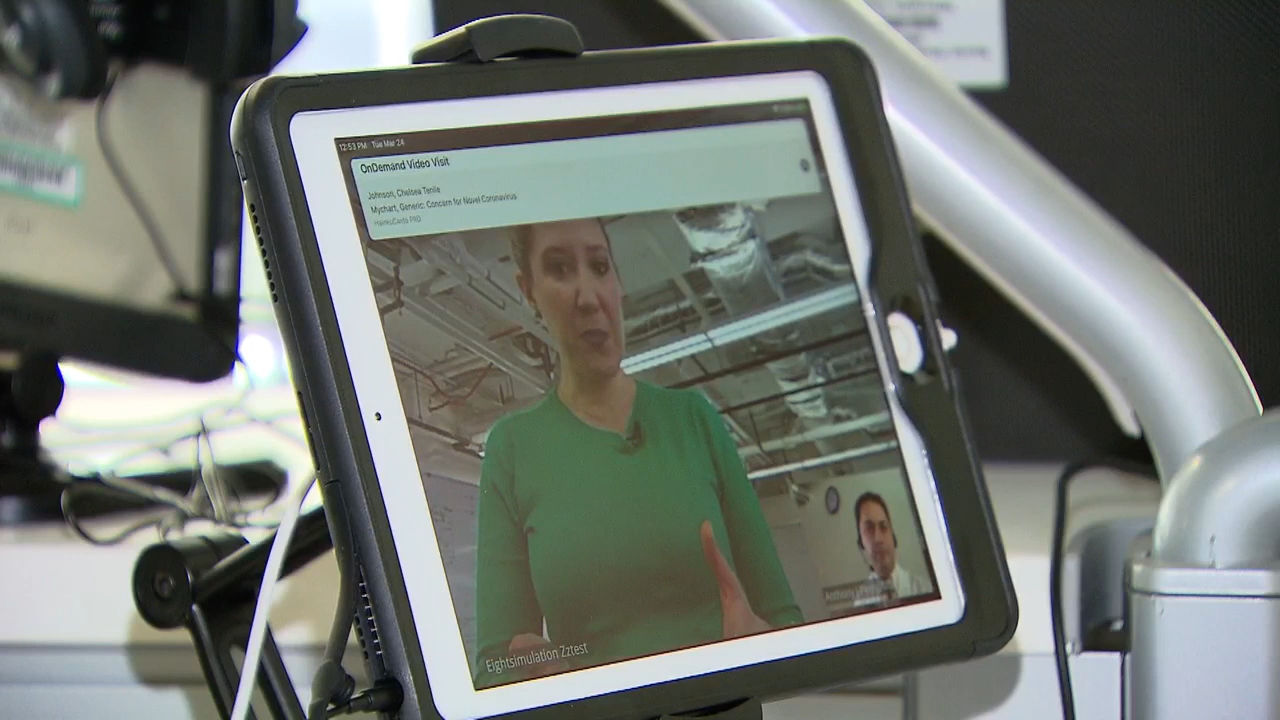 12:53 PM Tue Mar 24
OnDemand Video Visit
Johnson, Chelsea Tenile
Mychart, Generic: Concern for Novel Coronavirus
Anthony
Eightsimulation Zztest